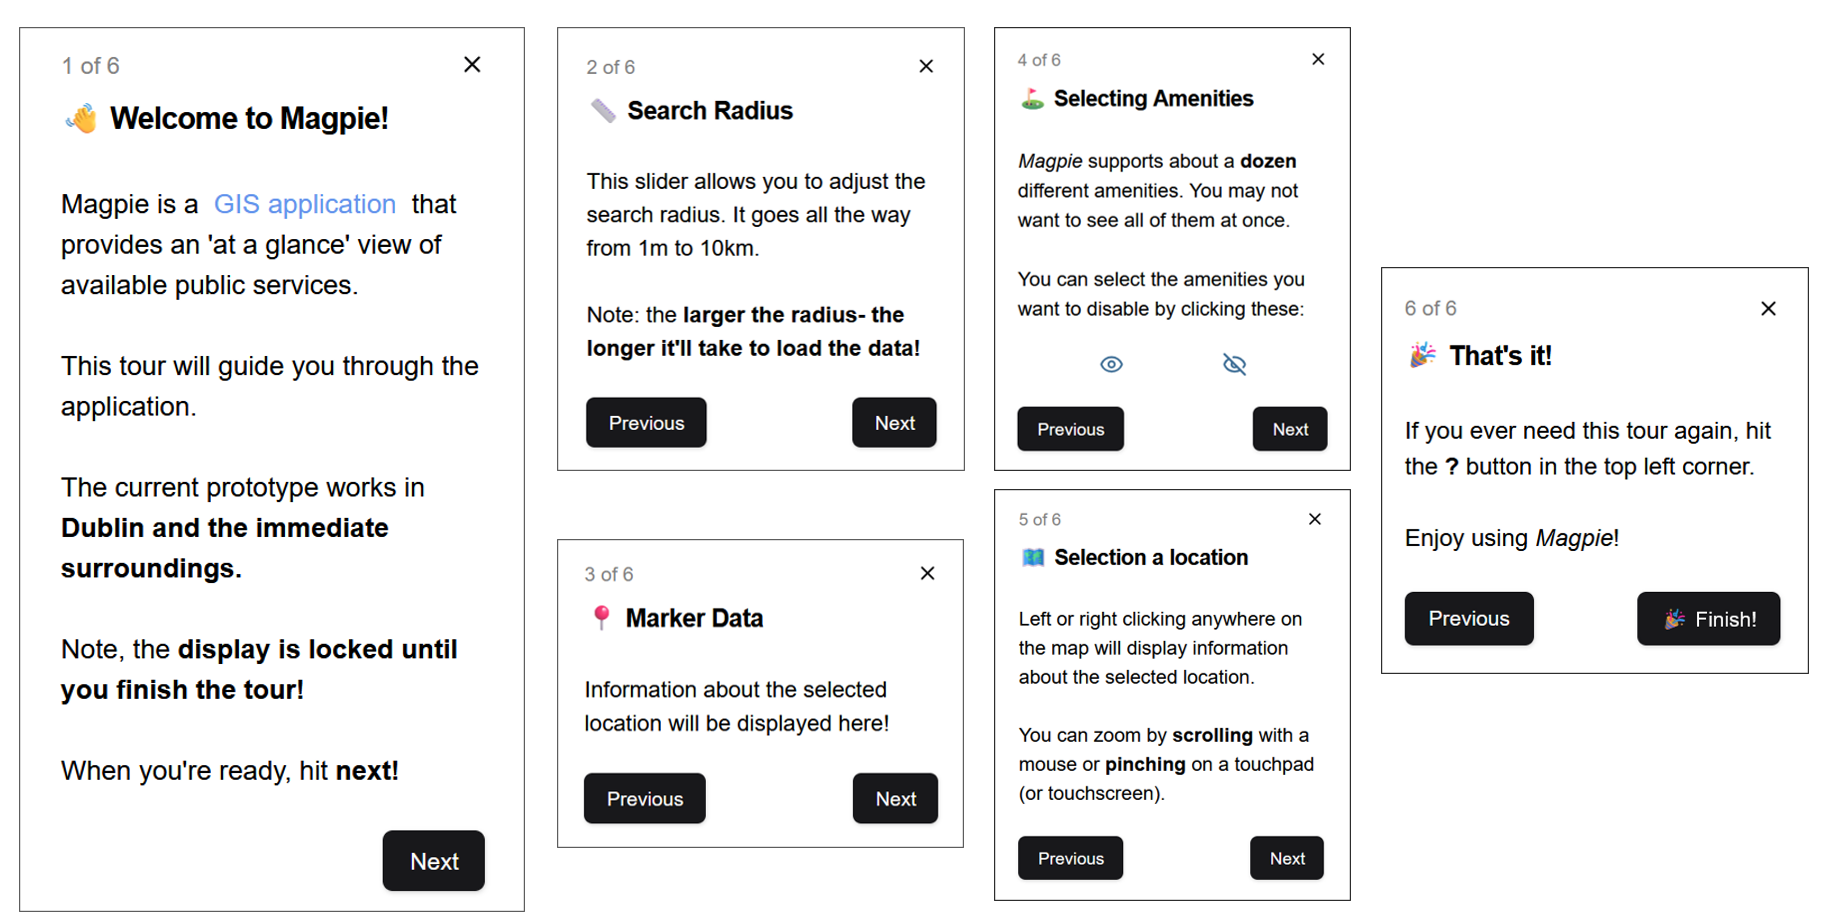 1 of 6
Welcome to Magpie!
Magpie is a GIS application that
provides an 'at a glance' view of
available public services.
This tour will guide you through the
application.
The current prototype works in
Dublin and the immediate
surroundings.
Note, the display is locked until
you finish the tour!
When you're ready, hit next!
Next
2 of 6
Search Radius
This slider allows you to adjust the
search radius. It goes all the way
from 1m to 10km.
Note: the larger the radius- the
longer it'll take to load the data!
Previous
Next
3 of 6
Marker Data
Information about the selected
location will be displayed here!
Previous
Next
4 of 6
Selecting Amenities
Magpie supports about a dozen
different amenities. You may not
want to see all of them at once.
You can select the amenities you
want to disable by clicking these:
Previous
Next
5 of 6
Selection a location
Left or right clicking anywhere on
the map will display information
about the selected location.
You can zoom by scrolling with a
mouse or pinching on a touchpad
(or touchscreen).
Previous
Next
6 of 6
That's it!
If you ever need this tour again, hit
the ? button in the top left corner.
Enjoy using Magpie!
Previous
Finish!